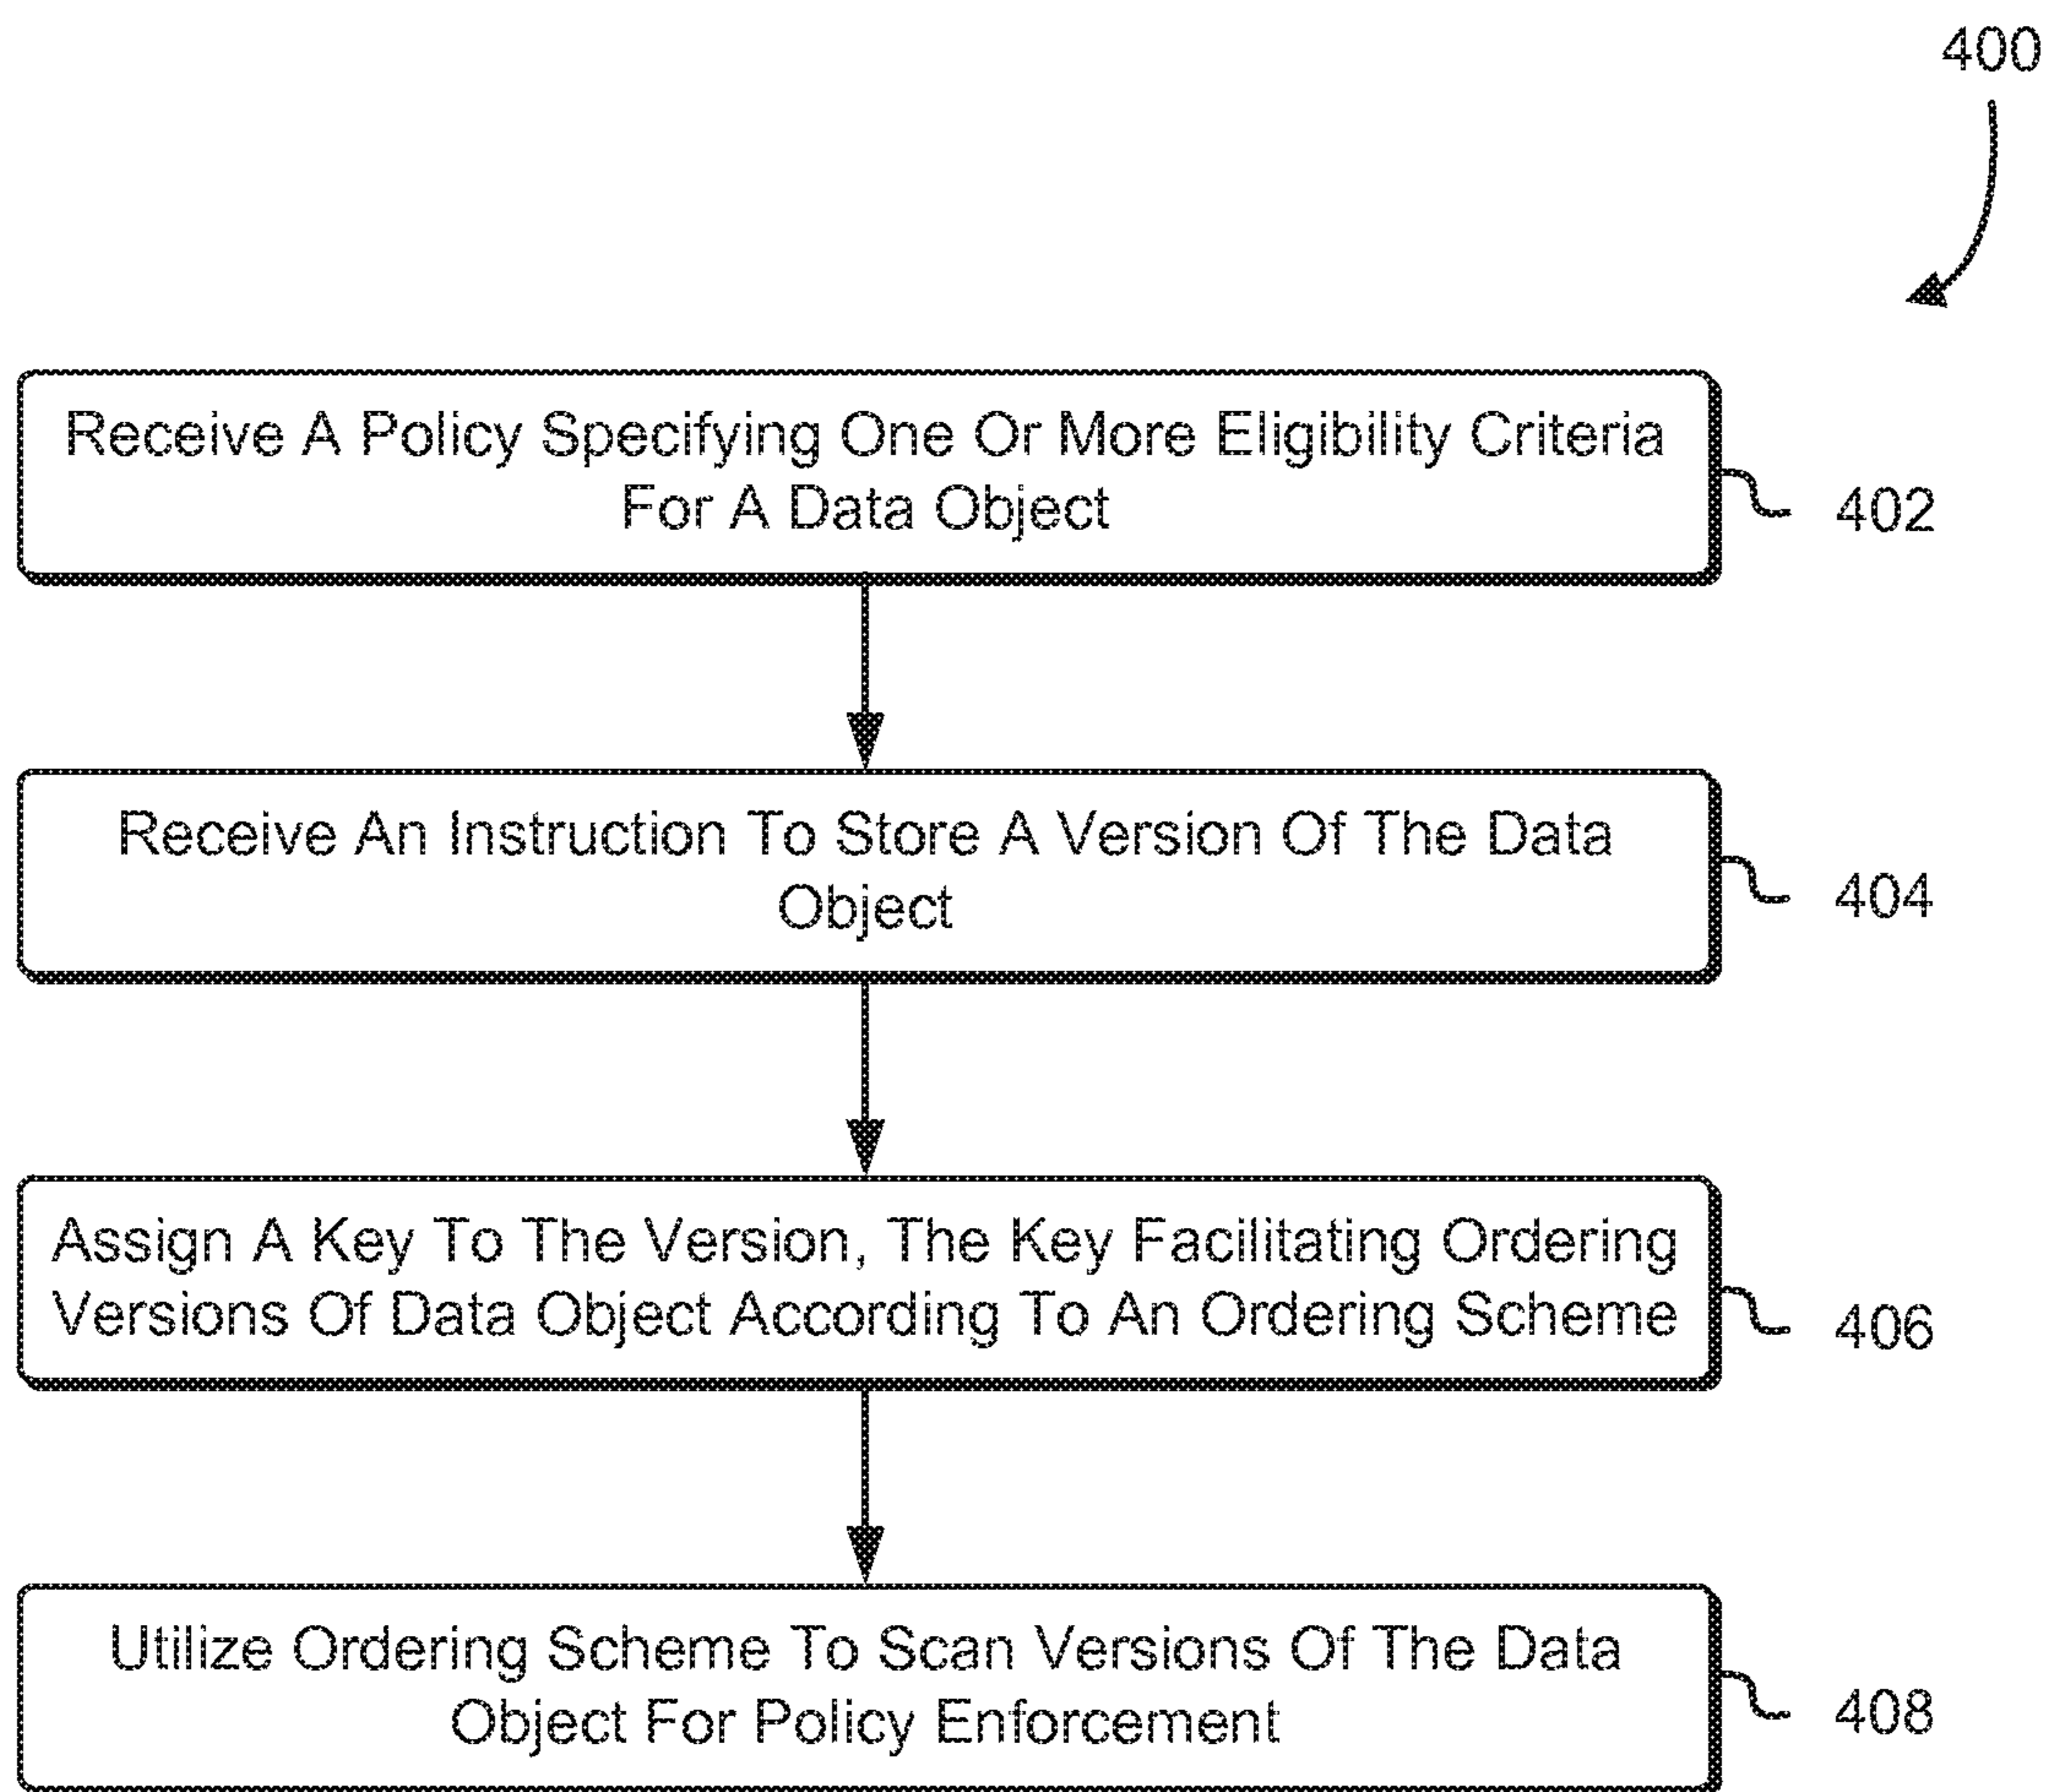 400
Receive A Policy Specifying One Or More Eligibility Criteria
For A Data Object
402
Receive An Instruction To Store A Version Of The Data
Object
404
Assign A Key To The Version, The Key Facilitating Ordering
Versions Of Data Object According To An Ordering Scheme
406
Utilize Ordering Scheme To Scan Versions Of The Data
Object For Policy Enforcement
408